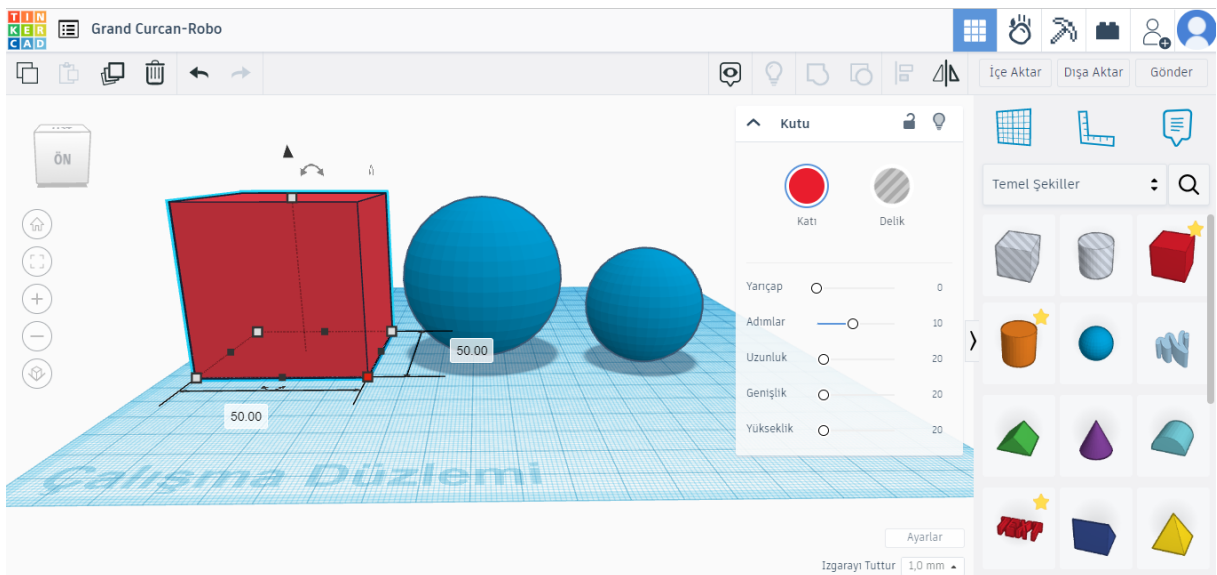 TIN
KER
CAD
Grand Curcan-Robo
İçe Aktar
Dışa Aktar
Gönder
ÖN
Kutu
Katı
Delik
Yarıçap
0
Adımlar
10
Uzunluk
20
Genişlik
20
Yükseklik
20
Temel Şekiller
50.00
50.00
Çalışma Düzlemi
TEXT
Ayarlar
Izgarayı Tuttur
1,0 mm